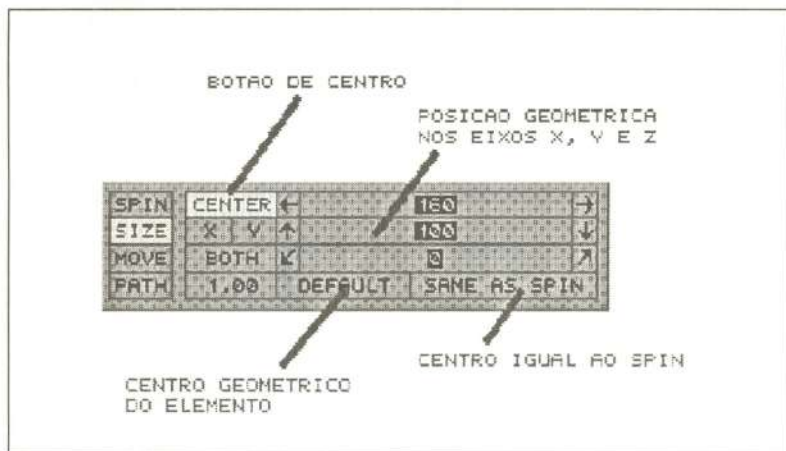 BOTAO DE CENTRO
POSICAO GEOMETRICA
NOS EIXOS X, Y E Z
SPIN CENTER ← 160 →
SIZE X Y ↑ 100 ↓
MOVE BOTH ↙ 0 ↗
PATH 1.00 DEFAULT SAME AS SPIN
CENTRO IGUAL AO SPIN
CENTRO GEOMETRICO
DO ELEMENTO